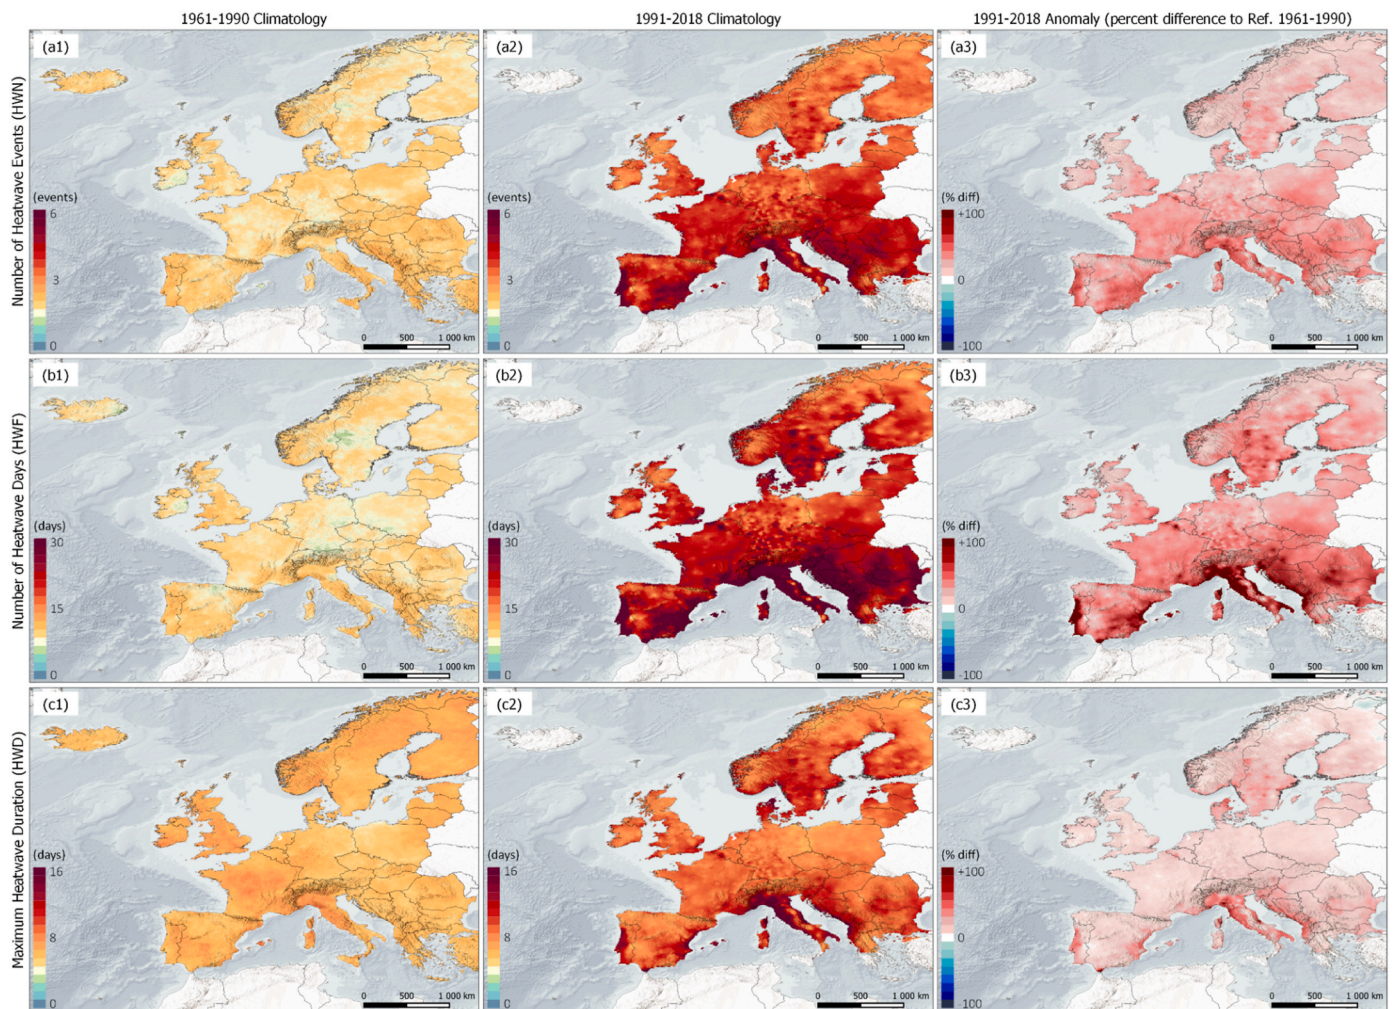 1961-1990 Climatology
1991-2018 Climatology
1991-2018 Anomaly (percent difference to Ref. 1961-1990)
Number of Heatwave Events (HWN)
(a1)
(events)
6
3
0
0 500 1 000 km
(a2)
(events)
6
3
0
0 500 1 000 km
(a3)
(% diff)
+100
0
-100
0 500 1 000 km
Number of Heatwave Days (HWF)
(b1)
(days)
30
15
0
0 500 1 000 km
(b2)
(days)
30
15
0
0 500 1 000 km
(b3)
(% diff)
+100
0
-100
0 500 1 000 km
Maximum Heatwave Duration (HWD)
(c1)
(days)
16
8
0
0 500 1 000 km
(c2)
(days)
16
8
0
0 500 1 000 km
(c3)
(% diff)
+100
0
-100
0 500 1 000 km